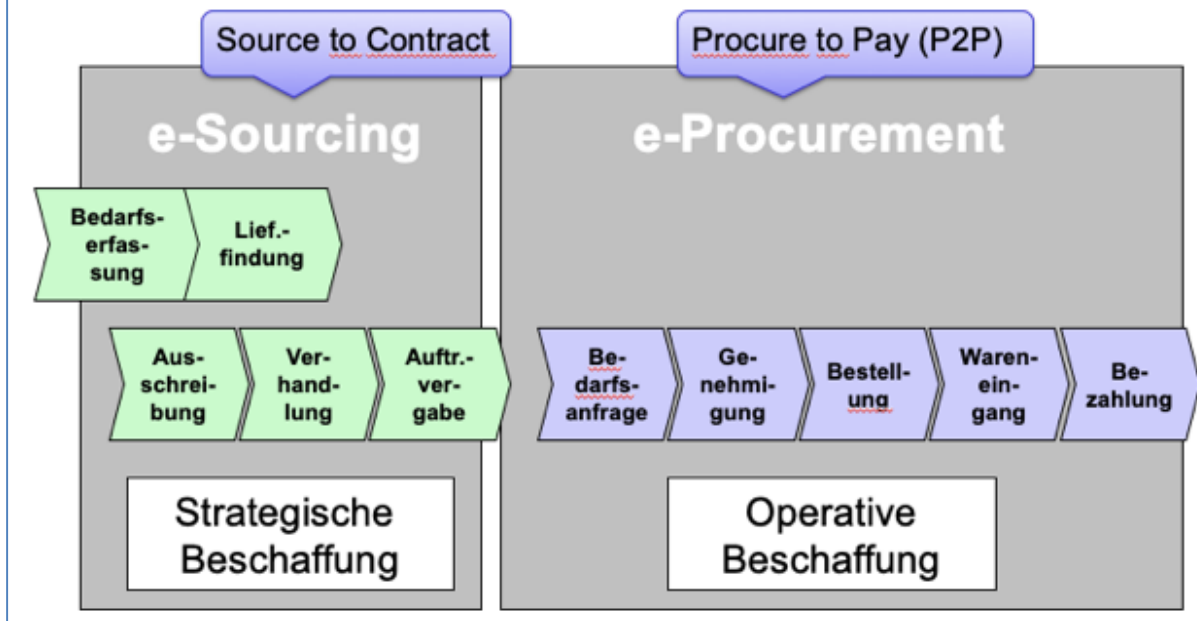 Source to Contract
Procure to Pay (P2P)
e-Sourcing
e-Procurement
Bedarfs-
erfas-
sung
Lief.-
findung
Aus-
schrei-
bung
Ver-
hand-
lung
Auftr.-
ver-
gabe
Be-
darfs-
anfrage
Ge-
nehmi-
gung
Bestell-
ung
Waren-
ein-
gang
Be-
zahlung
Strategische
Beschaffung
Operative
Beschaffung